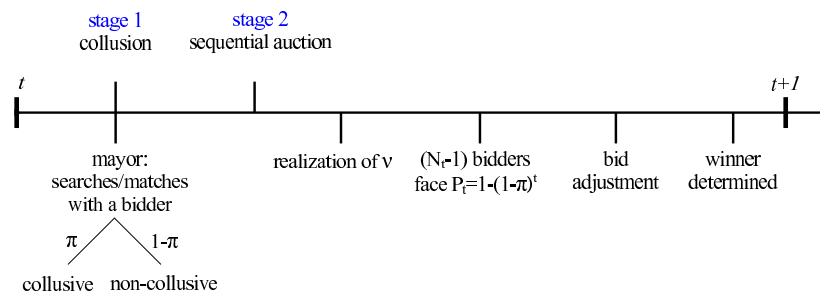 stage 1
collusion
stage 2
sequential auction
t
t+1
mayor:
searches/matches
with a bidder
π
1-π
collusive
non-collusive
realization of ν
(Nₜ-1) bidders
face Pₜ=1-(1-π)ᵗ
bid
adjustment
winner
determined